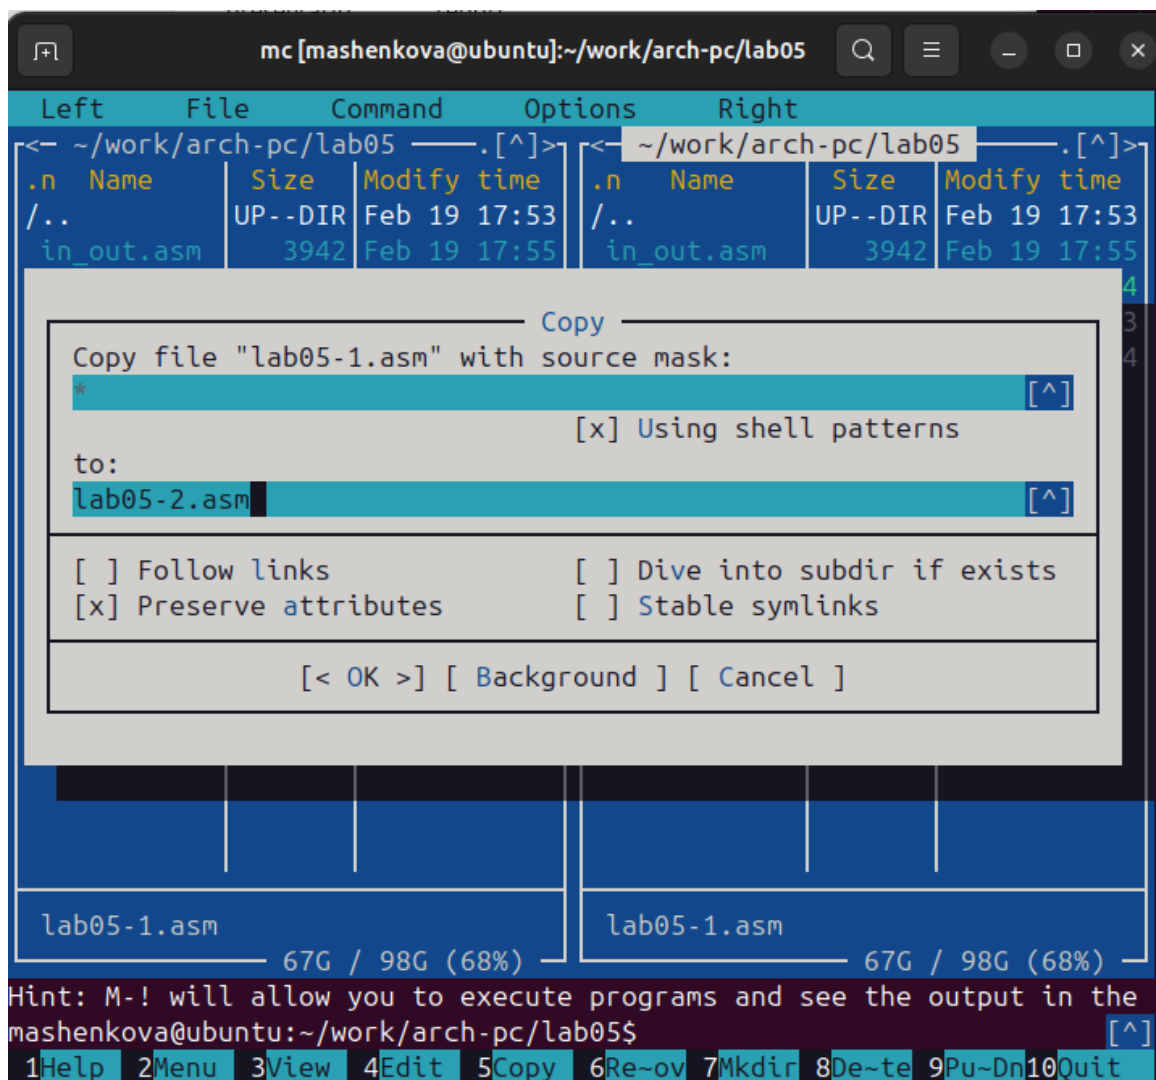 mc [mashenkova@ubuntu]:~/work/arch-pc/lab05
Left File Command Options Right
<— ~/work/arch-pc/lab05 ——.[^]> <— ~/work/arch-pc/lab05 ——.[^]>
.n Name Size Modify time .n Name Size Modify time
/.. UP--DIR Feb 19 17:53 /.. UP--DIR Feb 19 17:53
in_out.asm 3942 Feb 19 17:55 in_out.asm 3942 Feb 19 17:55
4
Copy
3
Copy file "lab05-1.asm" with source mask:
4
* [^]
[x] Using shell patterns
to:
lab05-2.asm [^]
[ ] Follow links [ ] Dive into subdir if exists
[x] Preserve attributes [ ] Stable symlinks
[< OK >] [ Background ] [ Cancel ]
lab05-1.asm lab05-1.asm
67G / 98G (68%) 67G / 98G (68%)
Hint: M-! will allow you to execute programs and see the output in the
mashenkova@ubuntu:~/work/arch-pc/lab05$ [^]
1Help 2Menu 3View 4Edit 5Copy 6Re~ov 7Mkdir 8De~te 9Pu~Dn 10Quit